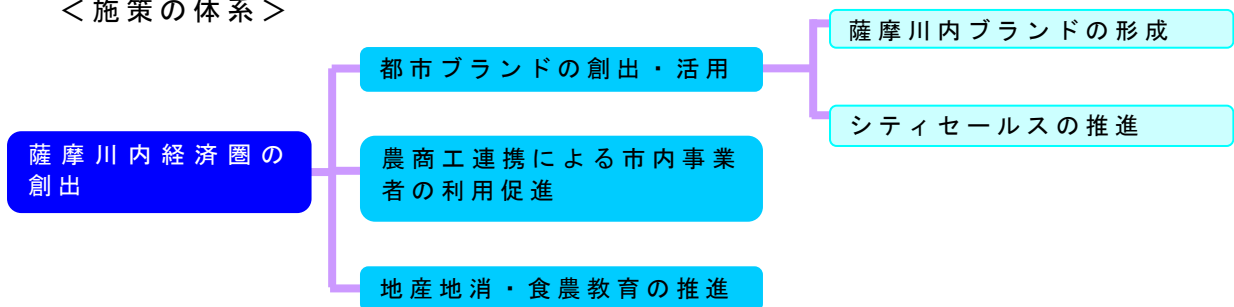 ＜施策の体系＞
薩摩川内経済圏の
創出
都市ブランドの創出・活用
農商工連携による市内事業
者の利用促進
地産地消・食農教育の推進
薩摩川内ブランドの形成
シティセールスの推進